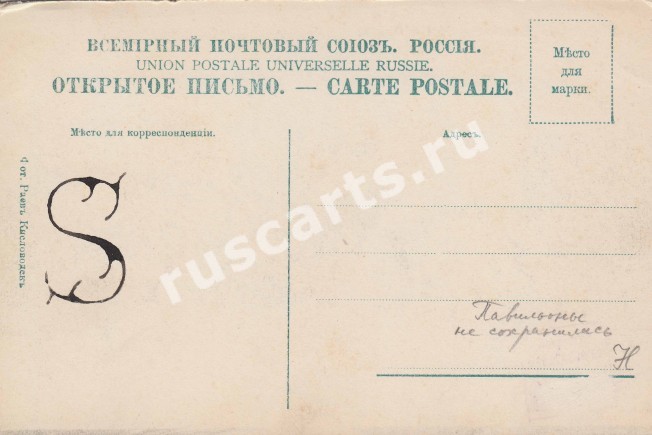 ВСЕМІРНЫЙ ПОЧТОВЫЙ СОЮЗЪ. РОССІЯ.
UNION POSTALE UNIVERSELLE RUSSIE.
ОТКРЫТОЕ ПИСЬМО. — CARTE POSTALE.
Мѣсто
для
марки.
Мѣсто для корреспонденціи.
Адресъ.
Фот. Раевъ Кисловодскъ
S
ruscarts.ru
Павильоны
не сохранились
Н